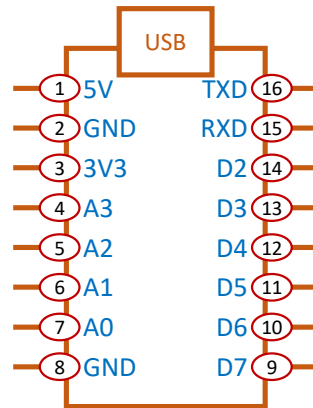 USB
1 5V TXD 16
2 GND RXD 15
3 3V3 D2 14
4 A3 D3 13
5 A2 D4 12
6 A1 D5 11
7 A0 D6 10
8 GND D7 9